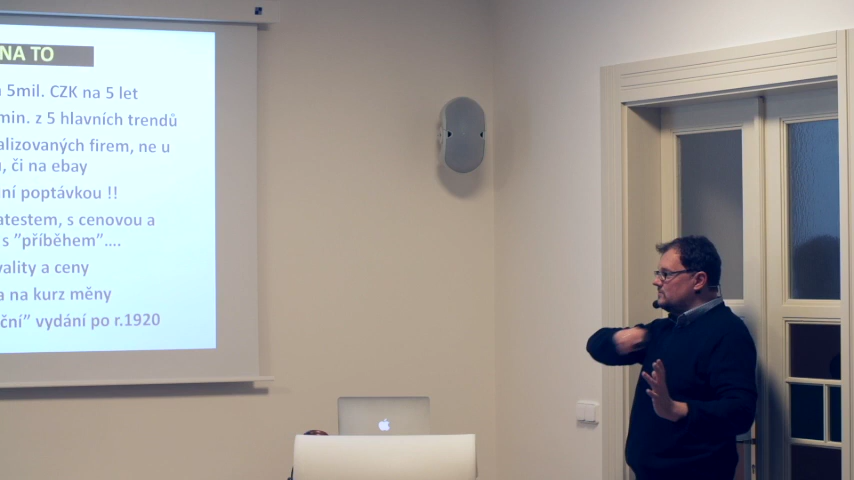 NA TO
5mil. CZK na 5 let
min. z 5 hlavních trendů
alizovaných firem, ne u
, či na ebay
ní poptávkou !!
atestem, s cenovou a
s ”příběhem”....
vality a ceny
a na kurz měny
ční” vydání po r.1920